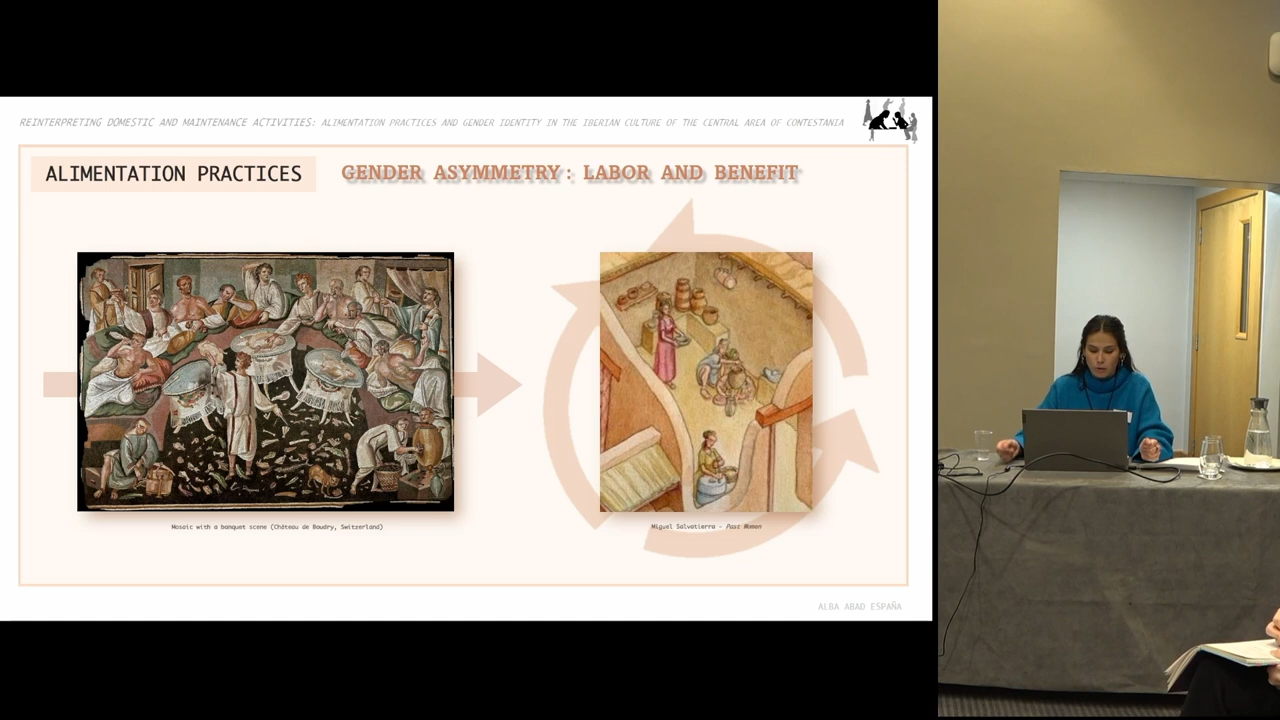 REINTERPRETING DOMESTIC AND MAINTENANCE ACTIVITIES: ALIMENTATION PRACTICES AND GENDER IDENTITY IN THE IBERIAN CULTURE OF THE CENTRAL AREA OF CONTESTANIA
ALIMENTATION PRACTICES
GENDER ASYMMETRY: LABOR AND BENEFIT
Mosaic with a banquet scene (Château de Boudry, Switzerland)
Miguel Salvatierra - Past Women
ALBA ABAD ESPAÑA